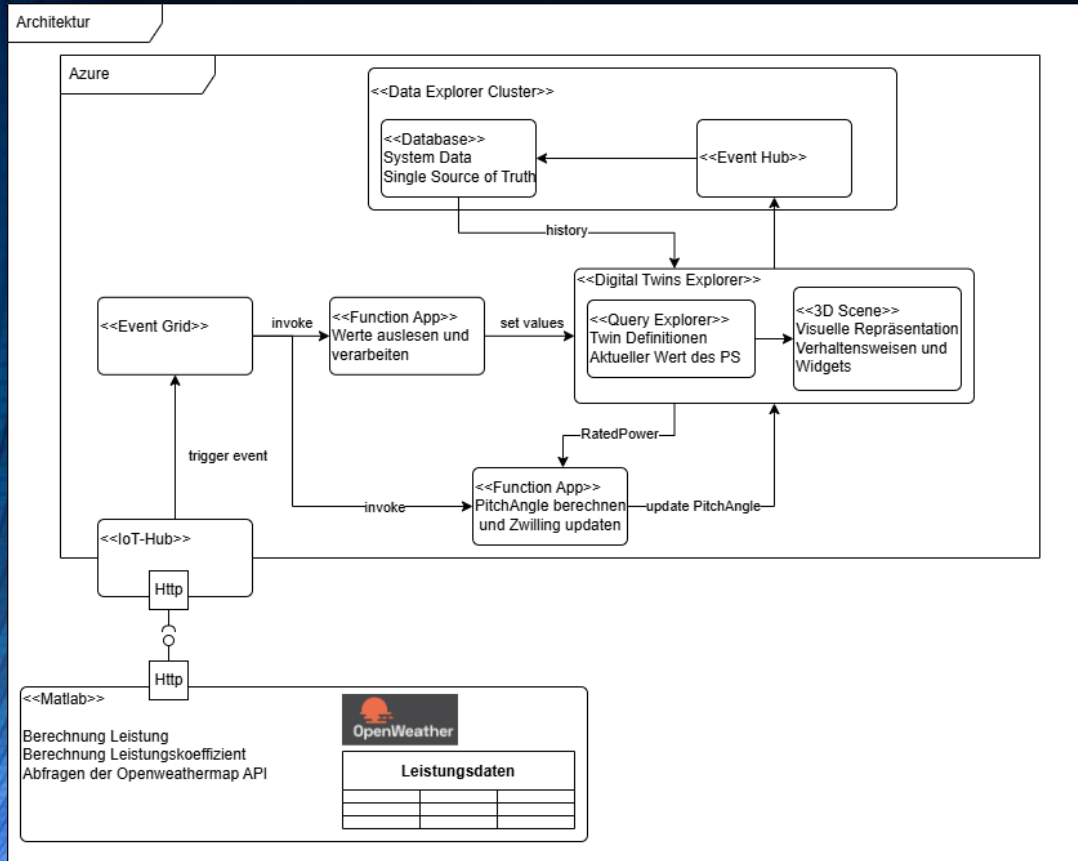 Architektur
Azure
<<Data Explorer Cluster>>
<<Database>>
System Data
Single Source of Truth
<<Event Hub>>
history
<<Digital Twins Explorer>>
<<Event Grid>>
invoke
<<Function App>>
Werte auslesen und
verarbeiten
set values
<<Query Explorer>>
Twin Definitionen
Aktueller Wert des PS
<<3D Scene>>
Visuelle Repräsentation
Verhaltensweisen und
Widgets
RatedPower
trigger event
<<Function App>>
PitchAngle berechnen
und Zwilling updaten
invoke
update PitchAngle
<<IoT-Hub>>
Http
Http
<<Matlab>>
Berechnung Leistung
Berechnung Leistungskoeffizient
Abfragen der Openweathermap API
OpenWeather
Leistungsdaten